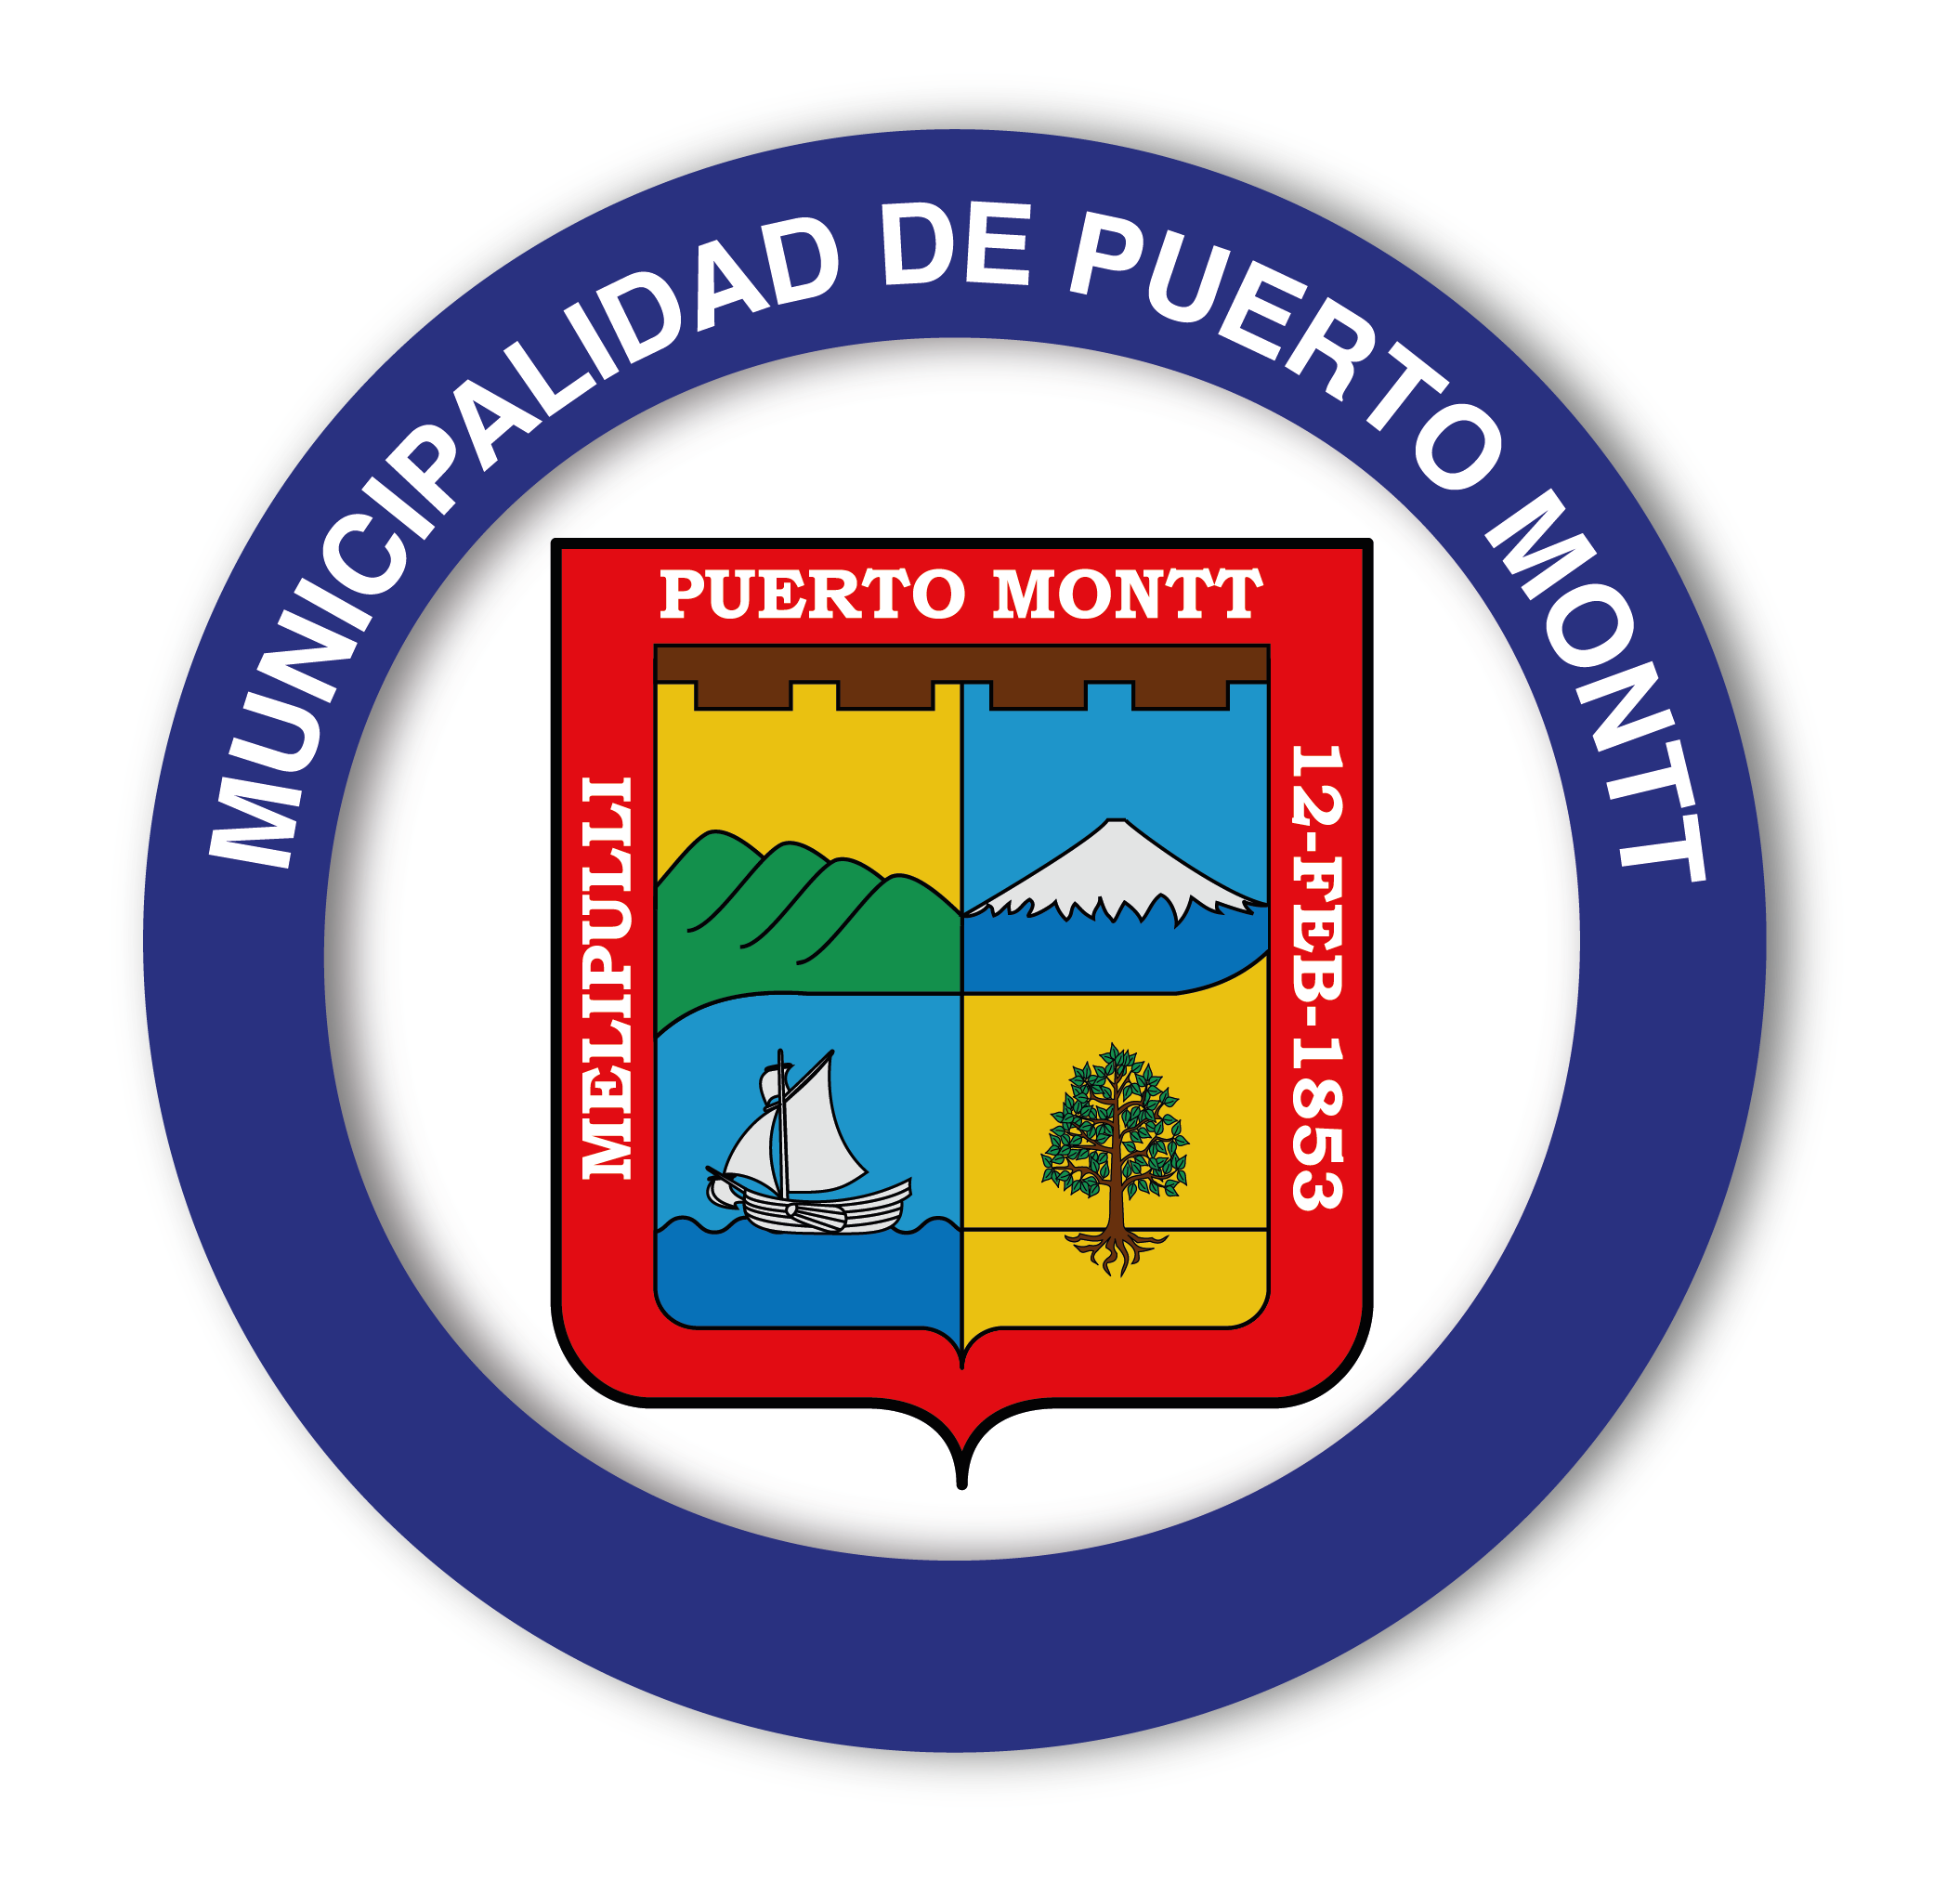 MUNICIPALIDAD DE PUERTO MONTT
PUERTO MONTT
MELIPULLI
12-FEB-1853